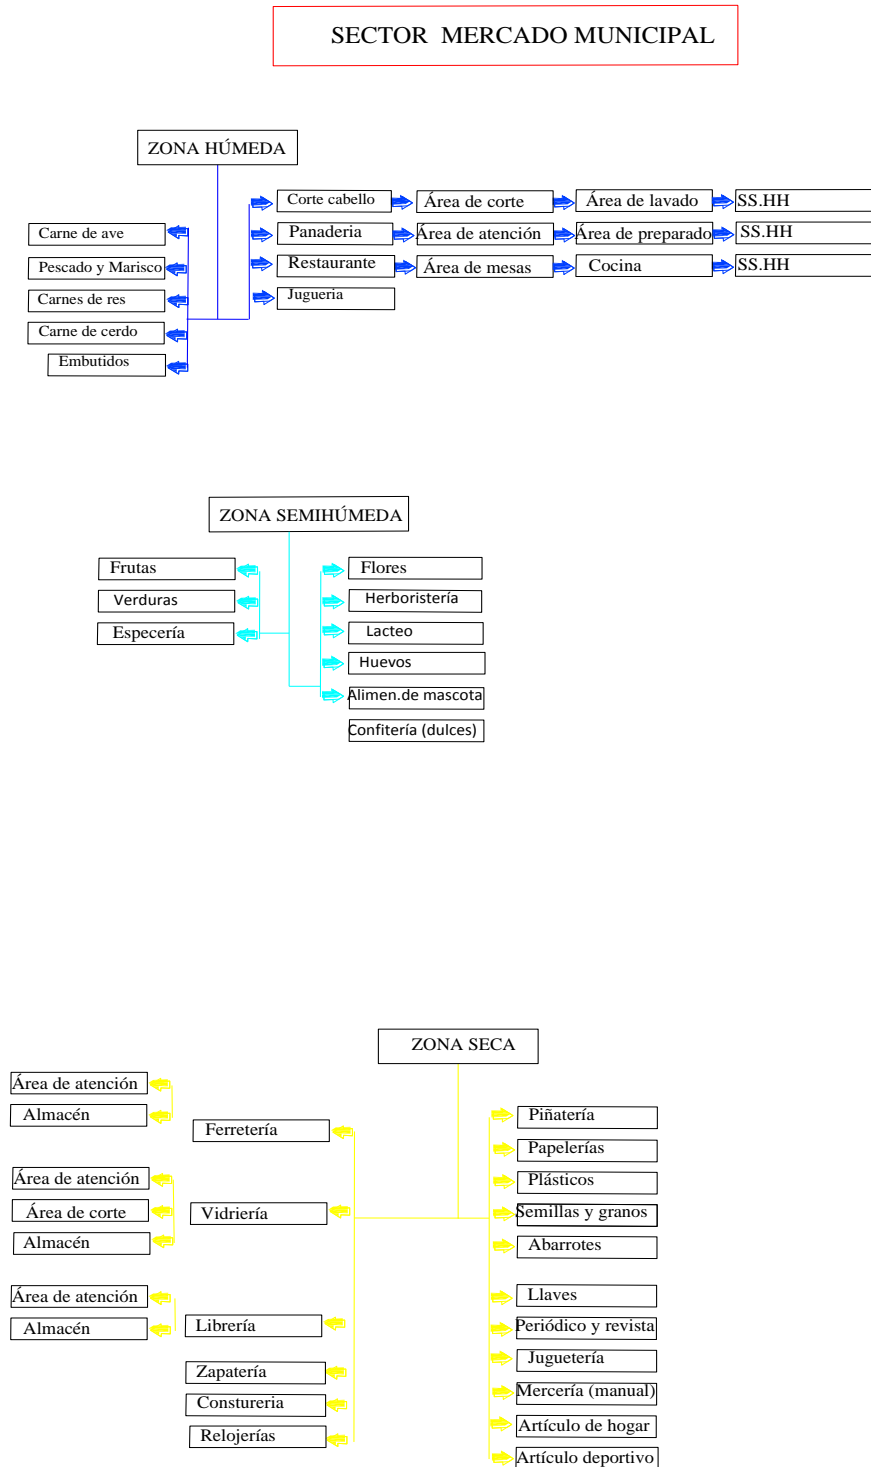 SECTOR MERCADO MUNICIPAL
ZONA HÚMEDA
Carne de ave
Pescado y Marisco
Carnes de res
Carne de cerdo
Embutidos
Corte cabello
Área de corte
Área de lavado
SS.HH
Panaderia
Área de atención
Área de preparado
SS.HH
Restaurante
Área de mesas
Cocina
SS.HH
Jugueria
ZONA SEMIHÚMEDA
Frutas
Verduras
Especería
Flores
Herboristería
Lacteo
Huevos
Alimen.de mascota
Confitería (dulces)
ZONA SECA
Área de atención
Almacén
Ferretería
Área de atención
Área de corte
Almacén
Vidriería
Área de atención
Almacén
Librería
Zapatería
Constureria
Relojerías
Piñatería
Papelerías
Plásticos
Semillas y granos
Abarrotes
Llaves
Periódico y revista
Juguetería
Mercería (manual)
Artículo de hogar
Artículo deportivo